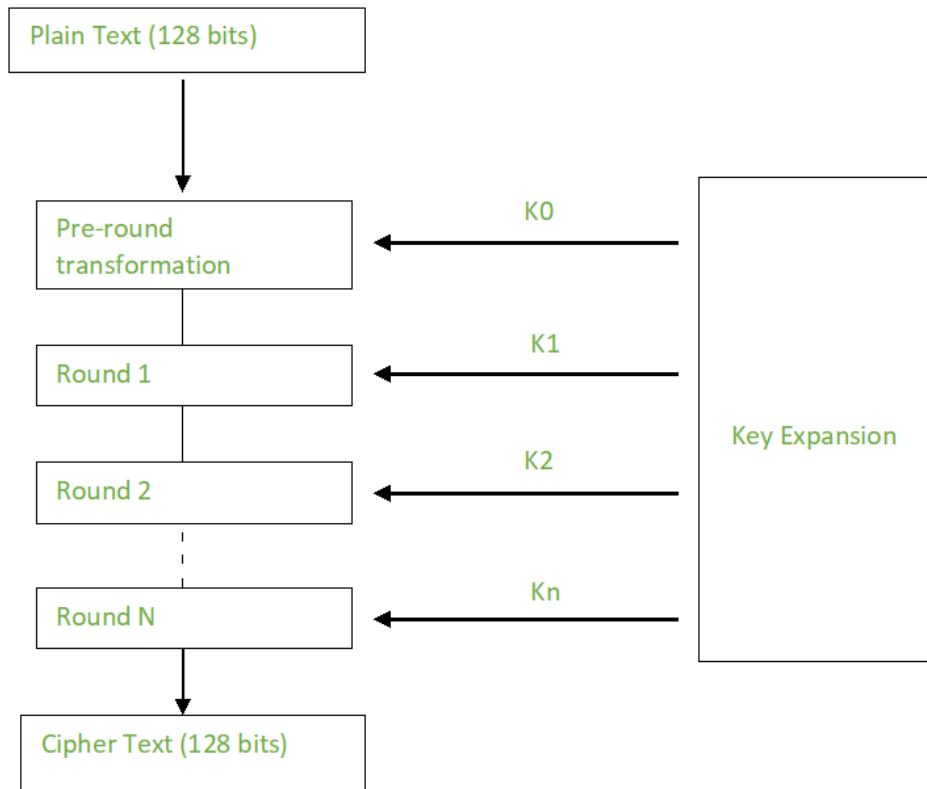 Plain Text (128 bits)
Pre-round
transformation
K0
Round 1
K1
Key Expansion
Round 2
K2
Round N
Kn
Cipher Text (128 bits)